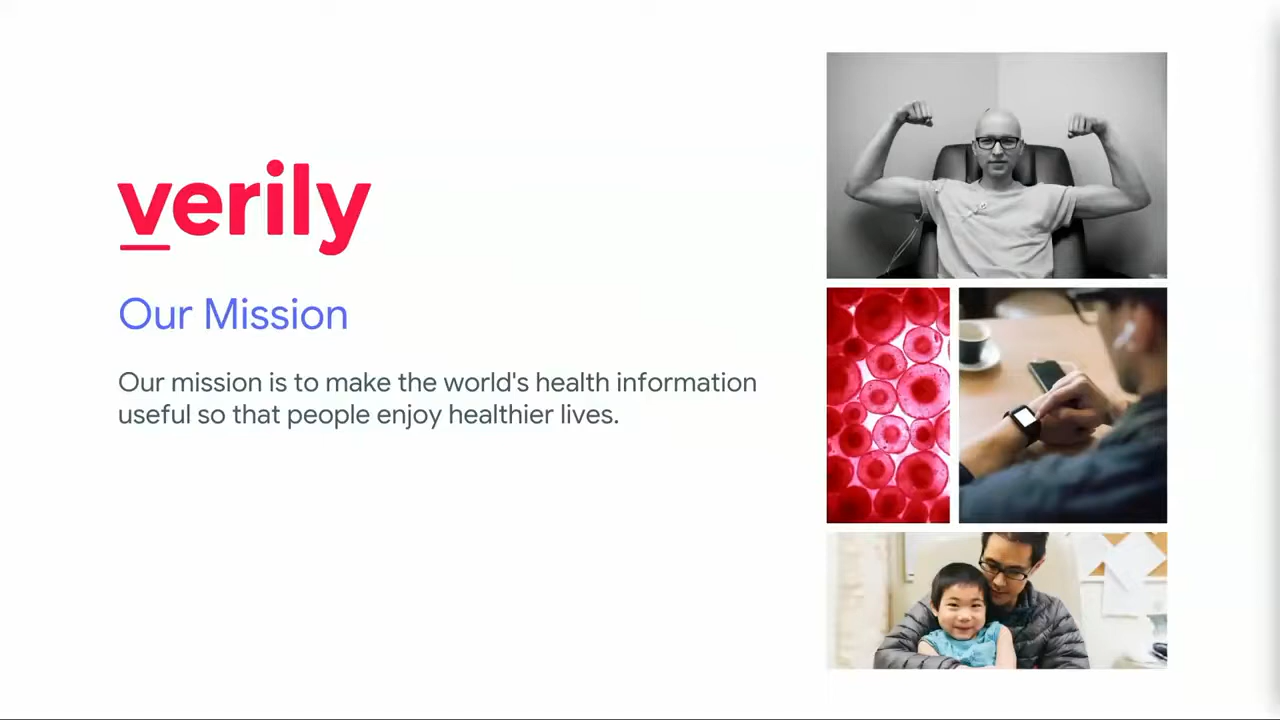 verily
Our Mission
Our mission is to make the world's health information
useful so that people enjoy healthier lives.